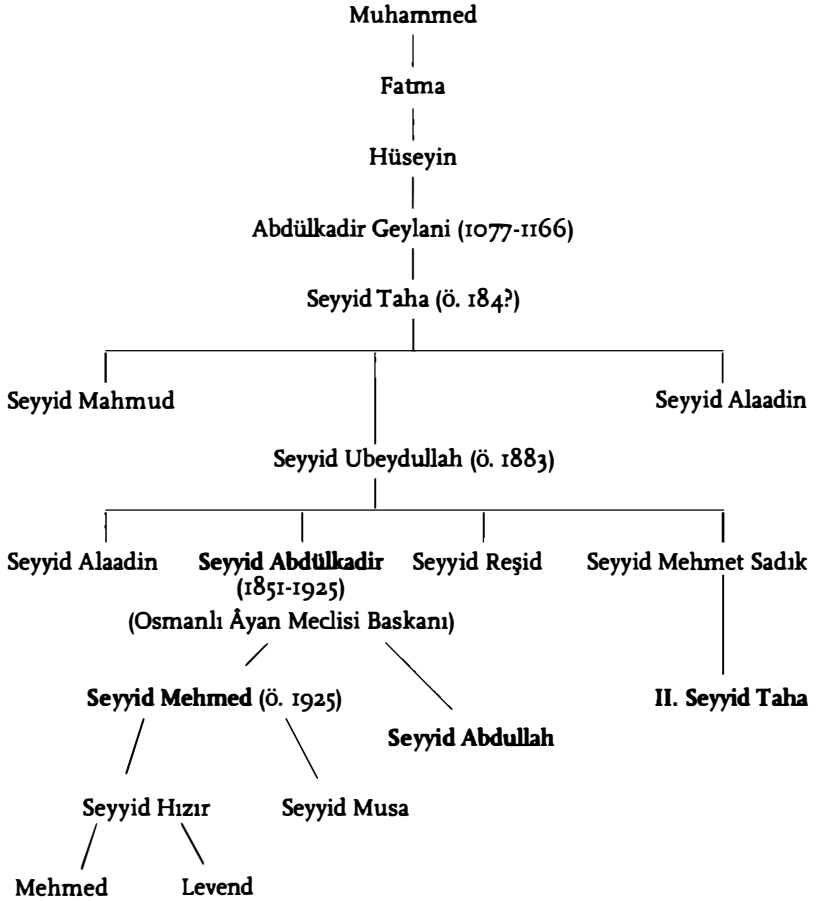 Muhammed
Fatma
Hüseyin
Abdülkadir Geylani (1077-1166)
Seyyid Taha (ö. 184?)
Seyyid Mahmud
Seyyid Alaadin
Seyyid Ubeydullah (ö. 1883)
Seyyid Alaadin
Seyyid Abdülkadir
(1851-1925)
(Osmanlı Âyan Meclisi Baskanı)
Seyyid Reşid
Seyyid Mehmet Sadık
Seyyid Mehmed (ö. 1925)
Seyyid Abdullah
II. Seyyid Taha
Seyyid Hızır
Seyyid Musa
Mehmed
Levend